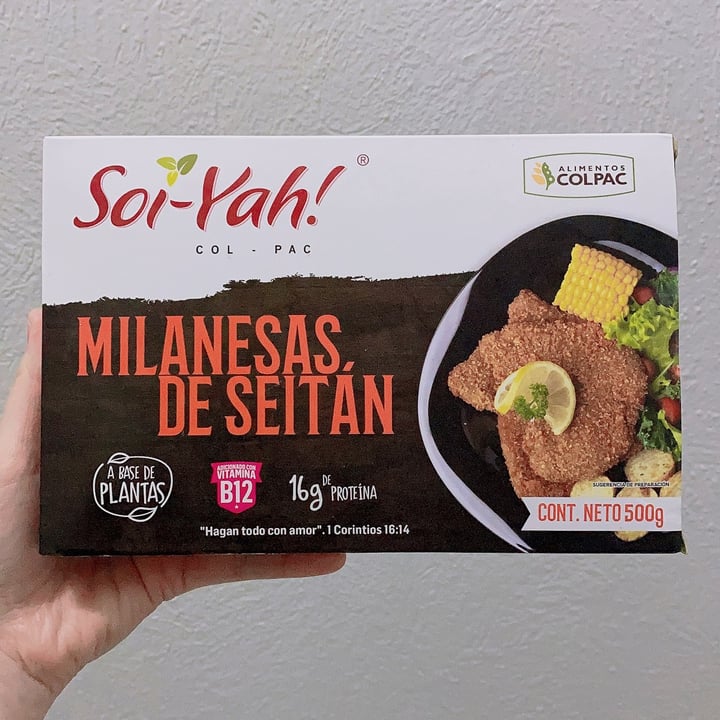 Soi-Yah! ®
COL - PAC
ALIMENTOS
COLPAC
MILANESAS
DE SEITÁN
A BASE DE
PLANTAS
ADICIONADO CON
VITAMINA
B12
16g DE PROTEÍNA
"Hagan todo con amor". 1 Corintios 16:14
SUGERENCIA DE PREPARACIÓN
CONT. NETO 500g